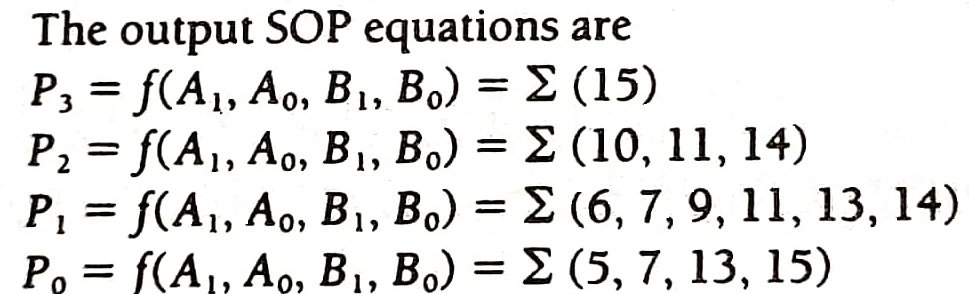 The output SOP equations are
P₃ = f(A₁, A₀, B₁, B₀) = Σ (15)
P₂ = f(A₁, A₀, B₁, B₀) = Σ (10, 11, 14)
P₁ = f(A₁, A₀, B₁, B₀) = Σ (6, 7, 9, 11, 13, 14)
P₀ = f(A₁, A₀, B₁, B₀) = Σ (5, 7, 13, 15)